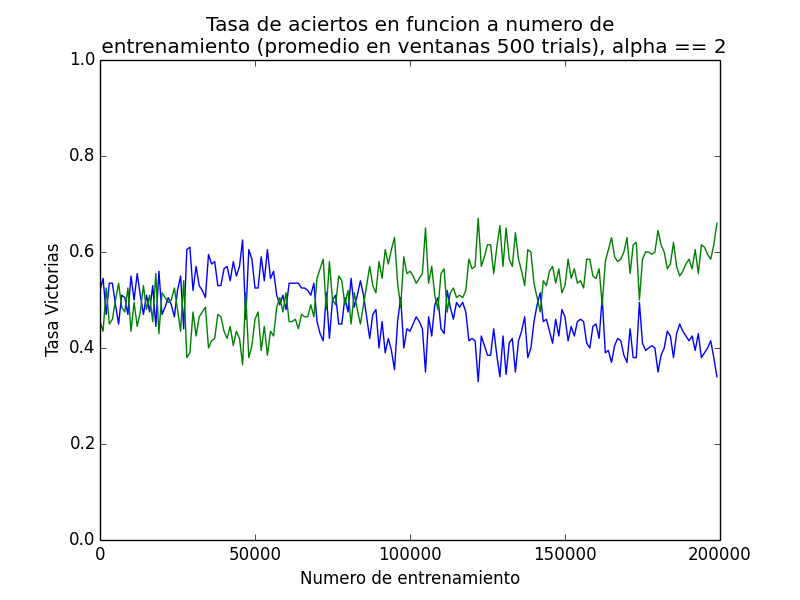 Tasa de aciertos en funcion a numero de
entrenamiento (promedio en ventanas 500 trials), alpha == 2
1.0
0.8
0.6
0.4
0.2
0.0
Tasa Victorias
0
50000
100000
150000
200000
Numero de entrenamiento